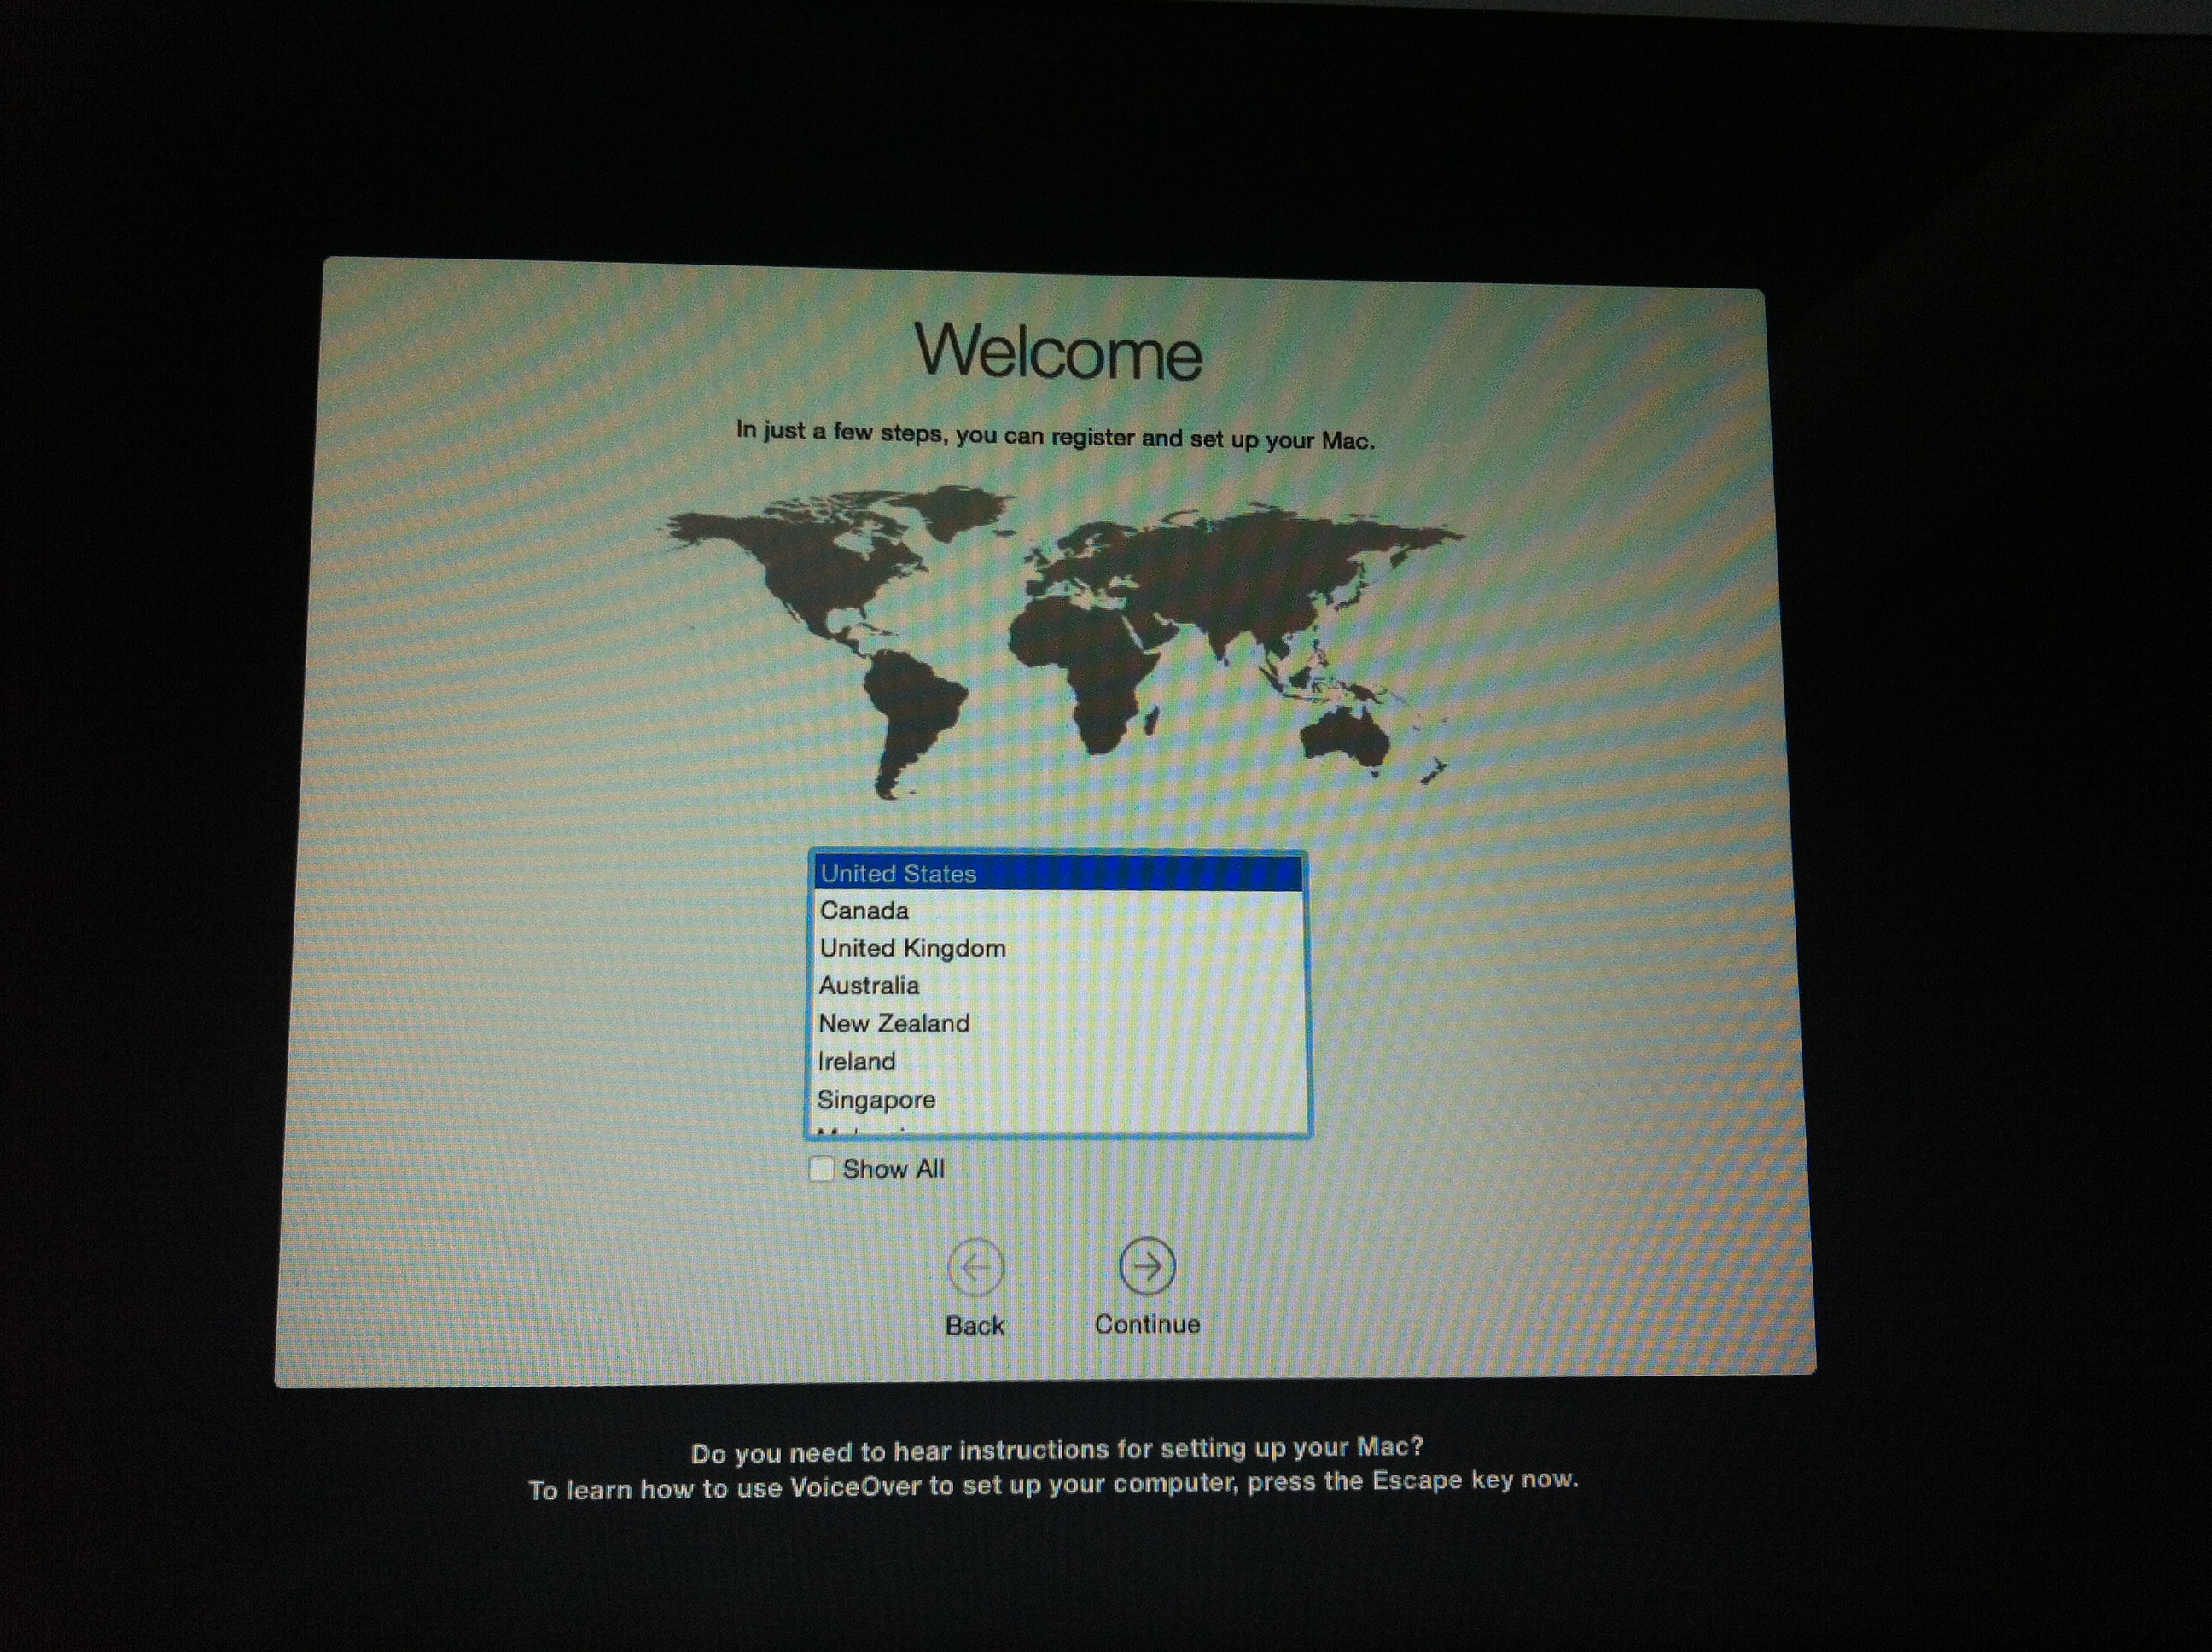 Welcome
In just a few steps, you can register and set up your Mac.
United States
Canada
United Kingdom
Australia
New Zealand
Ireland
Singapore
Show All
Back
Continue
Do you need to hear instructions for setting up your Mac?
To learn how to use VoiceOver to set up your computer, press the Escape key now.